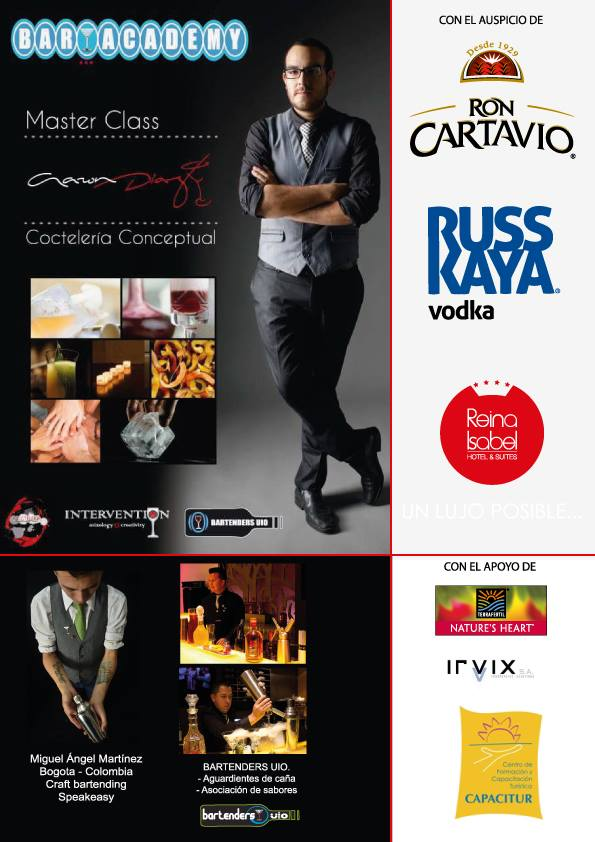 BAR ACADEMY
Master Class
Aaron Díaz
Coctelería Conceptual
INTERVENTION
mixology & creativity
BARTENDERS UIO
CON EL AUSPICIO DE
Desde 1929
RON
CARTAVIO®
RUSS
KAYA®
vodka
Reina
Isabel
HOTEL & SUITES
UN LUJO POSIBLE...
Miguel Ángel Martínez
Bogota - Colombia
Craft bartending
Speakeasy
BARTENDERS UIO.
- Aguardientes de caña
- Asociación de sabores
bartenders uio
CON EL APOYO DE
TERRAFERTIL
NATURE'S HEART
IRVIX S.A.
Centro de
Formación y
Capacitación
Turística
CAPACITUR